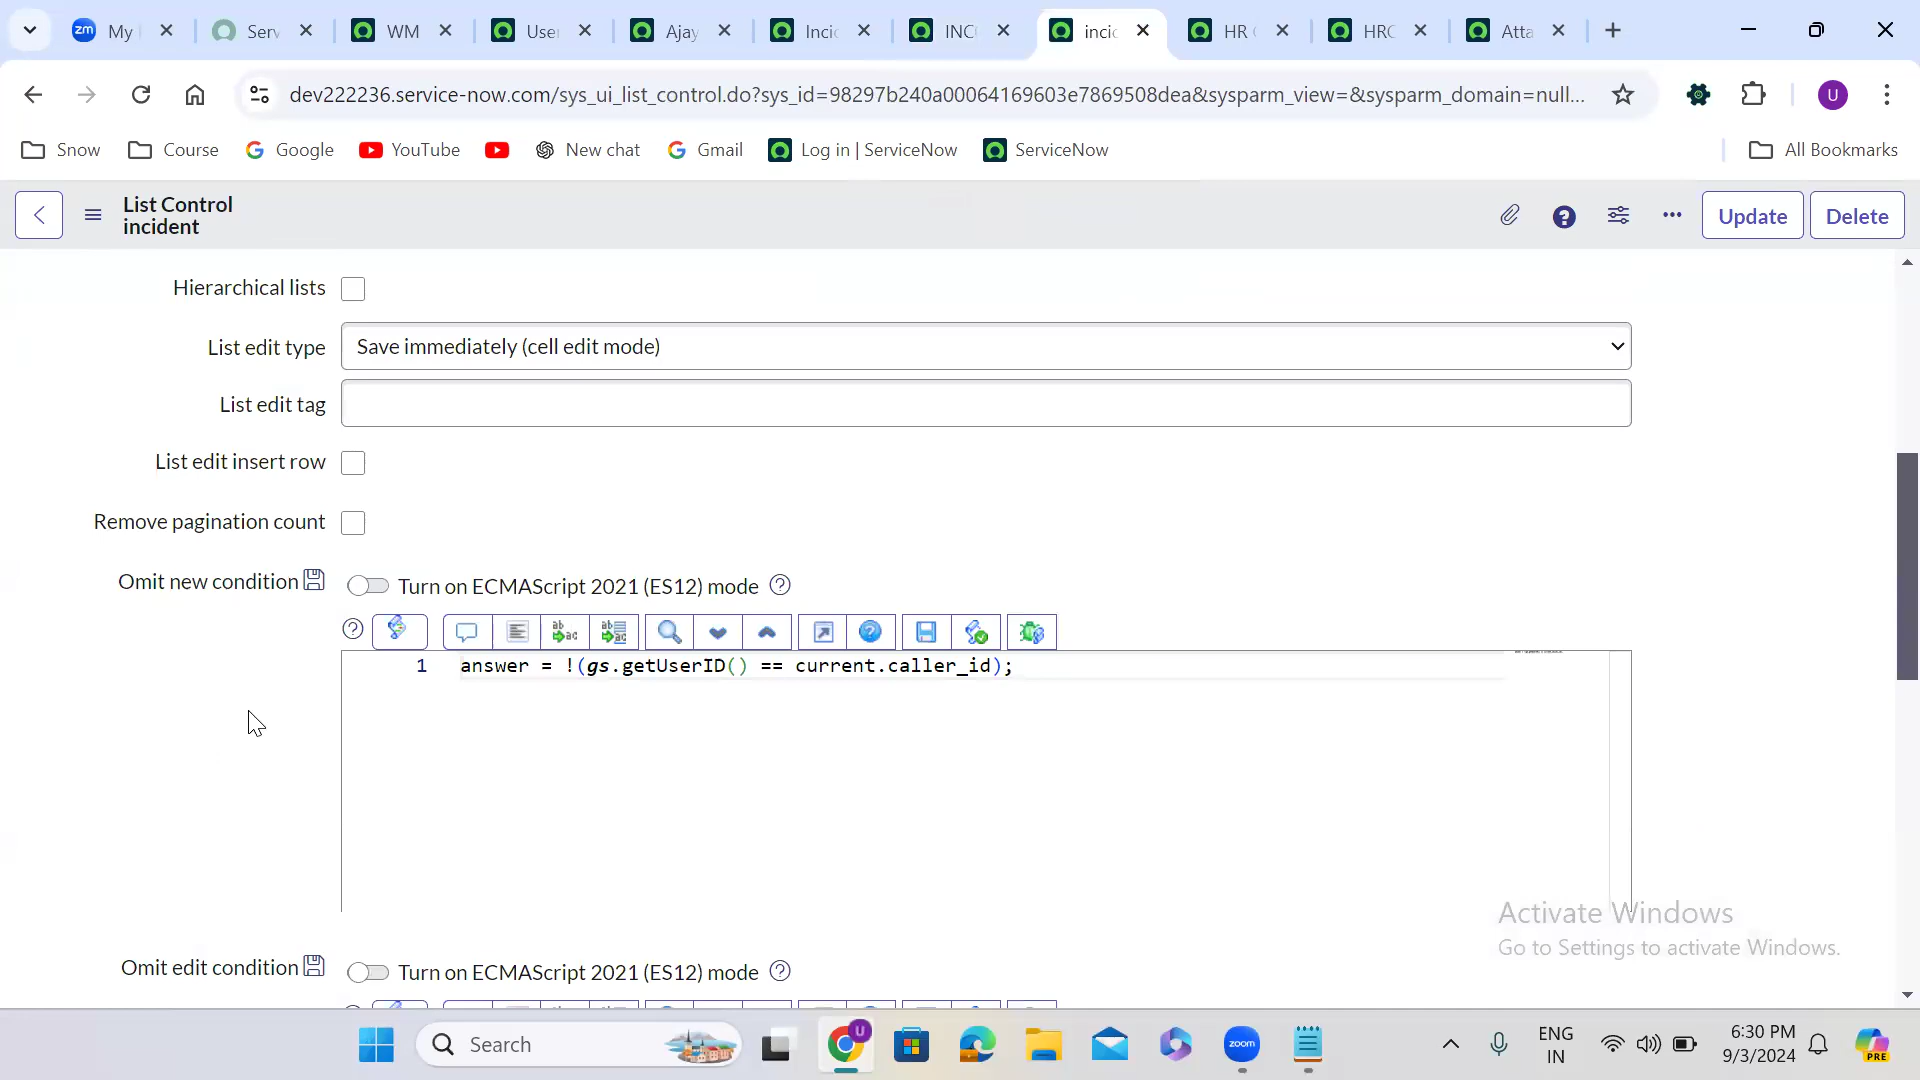 zm My Serv WM User Ajay Incic INC incic HR HRC Atta
dev222236.service-now.com/sys_ui_list_control.do?sys_id=98297b240a00064169603e7869508dea&sysparm_view=&sysparm_domain=null... U
Snow Course Google YouTube New chat Gmail Log in | ServiceNow ServiceNow All Bookmarks
List Control
incident
Update Delete
Hierarchical lists
List edit type Save immediately (cell edit mode)
List edit tag
List edit insert row
Remove pagination count
Omit new condition Turn on ECMAScript 2021 (ES12) mode
1 answer = !(gs.getUserID() == current.caller_id);
Activate Windows
Go to Settings to activate Windows.
Omit edit condition Turn on ECMAScript 2021 (ES12) mode
Search U zoom ENG 6:30 PM
IN 9/3/2024 PRE